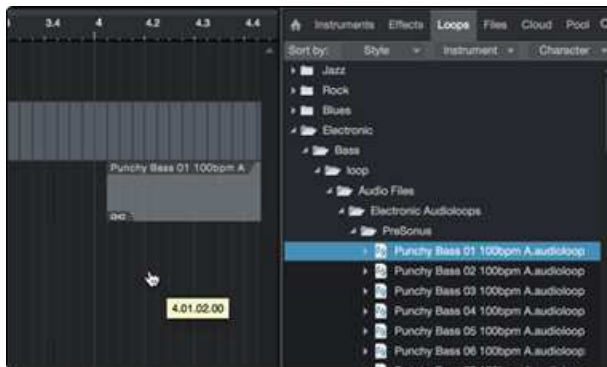 3.4 4 4.2 4.3 4.4
Instruments Effects Loops Files Cloud Pool
Sort by: Style Instrument Character
Jazz
Rock
Blues
Electronic
Bass
loop
Audio Files
Electronic Audioloops
PreSonus
Punchy Bass 01 100bpm A.audioloop
Punchy Bass 02 100bpm A.audioloop
Punchy Bass 03 100bpm A.audioloop
Punchy Bass 04 100bpm A.audioloop
Punchy Bass 05 100bpm A.audioloop
Punchy Bass 06 100bpm A.audioloop
Punchy Bass 01 100bpm A
4.01.02.00